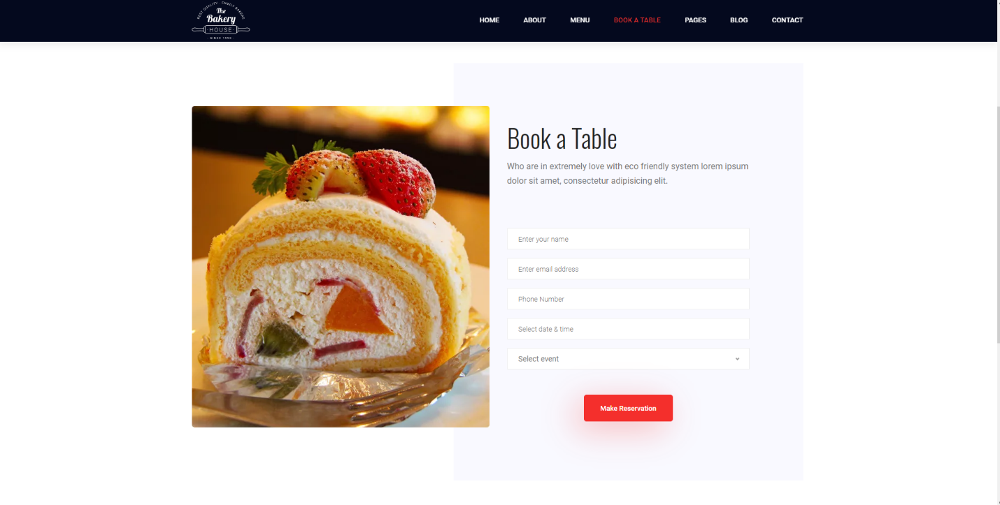 BEST QUALITY · FAMILY BAKERS
The
Bakery
HOUSE
· SINCE 1993 ·
HOME ABOUT MENU BOOK A TABLE PAGES BLOG CONTACT
Book a Table
Who are in extremely love with eco friendly system lorem ipsum
dolor sit amet, consectetur adipisicing elit.
Enter your name
Enter email address
Phone Number
Select date & time
Select event
Make Reservation